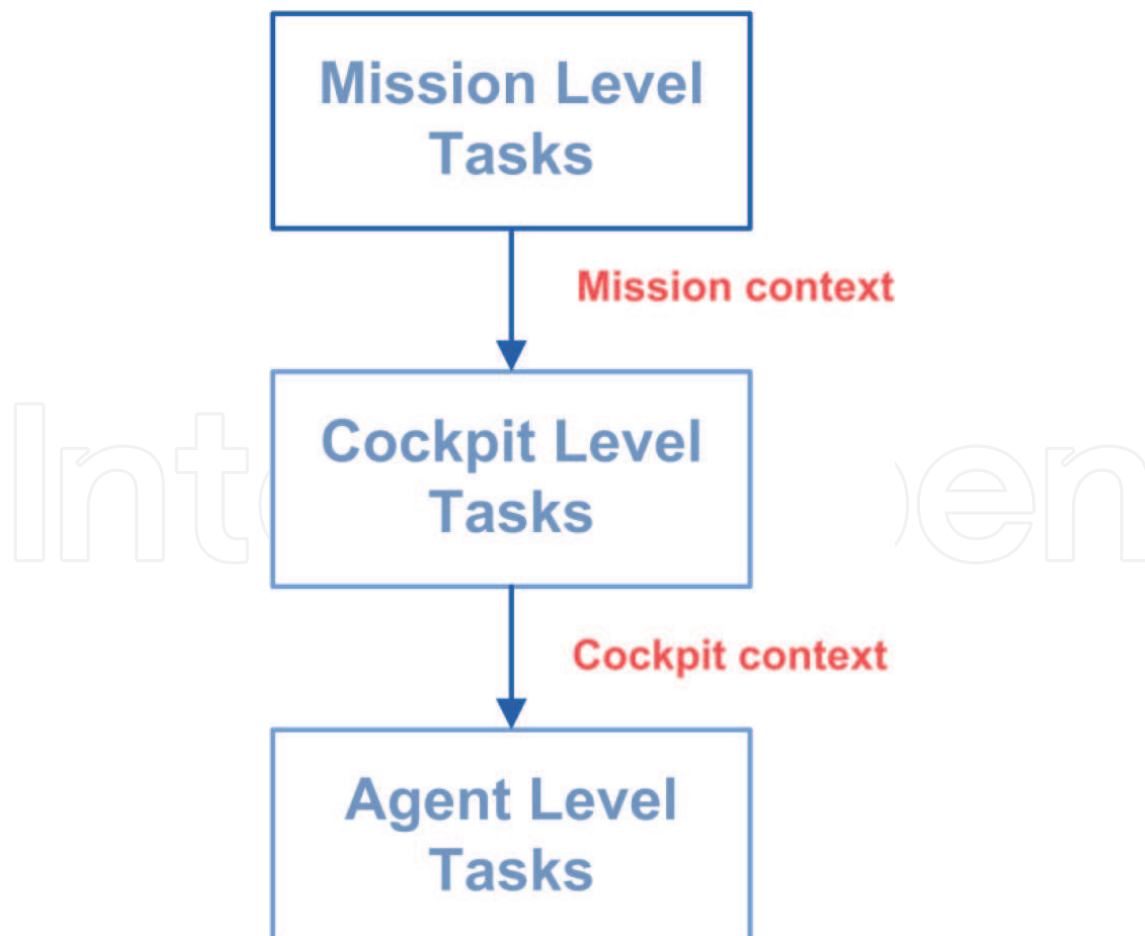 Mission Level
Tasks
Mission context
Cockpit Level
Tasks
Cockpit context
Agent Level
Tasks